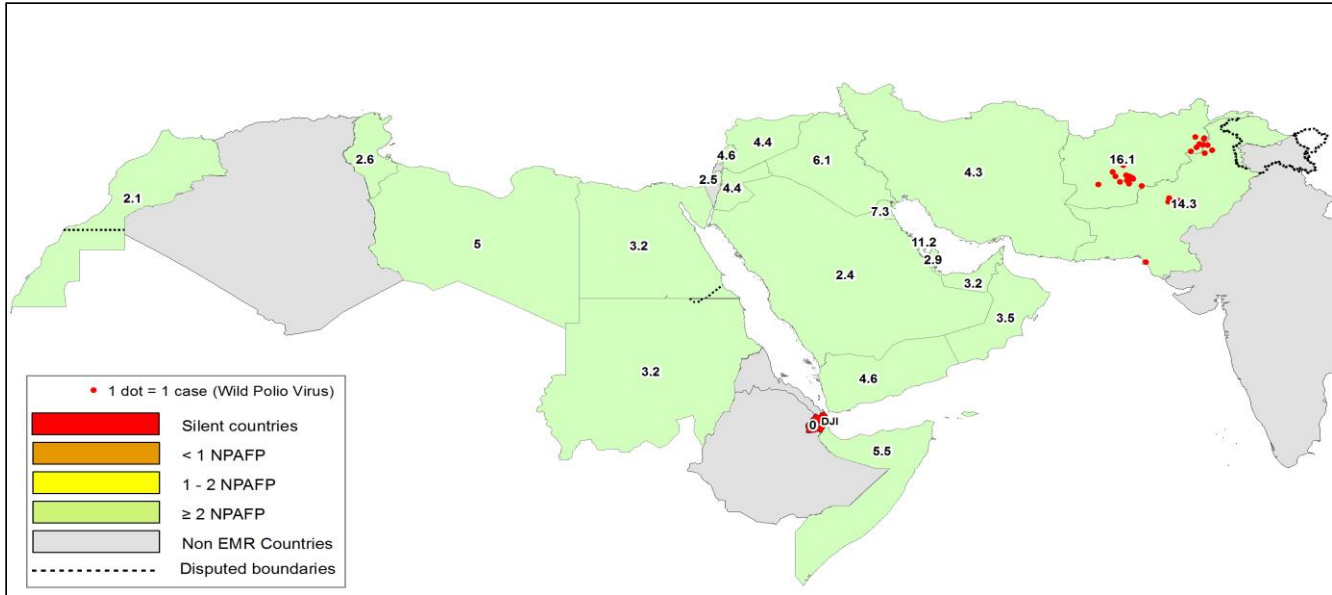 4.6
4.4
6.1
16.1
2.6
2.5
4.4
4.3
2.1
7.3
14.3
5
3.2
11.2
2.9
2.4
3.2
3.5
3.2
4.6
0
DJI
5.5
1 dot = 1 case (Wild Polio Virus)
Silent countries
< 1 NPAFP
1 - 2 NPAFP
≥ 2 NPAFP
Non EMR Countries
Disputed boundaries